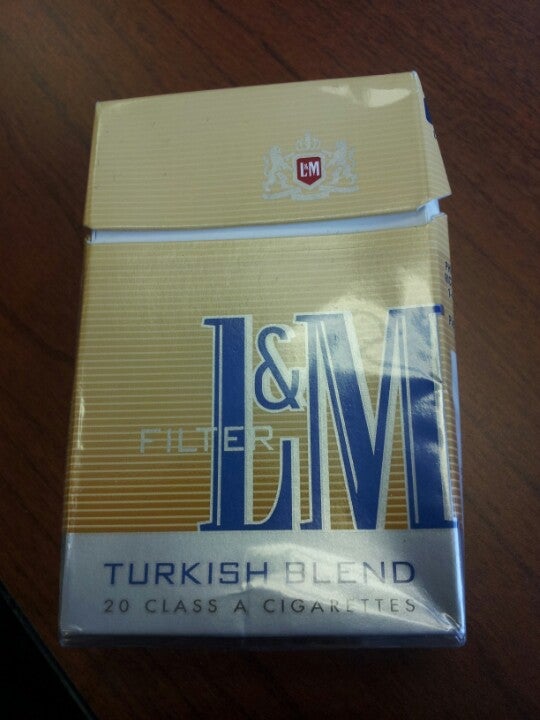 L&M
L&M
FILTER
TURKISH BLEND
20 CLASS A CIGARETTES